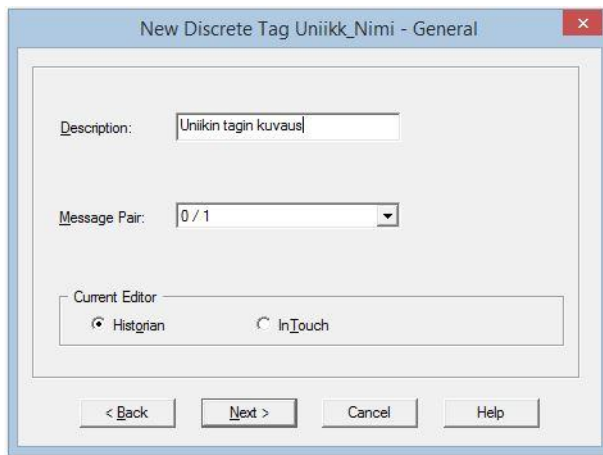 New Discrete Tag Uniikk_Nimi - General
Description: Uniikin tagin kuvaus
Message Pair: 0 / 1
Current Editor
Historian InTouch
< Back Next > Cancel Help